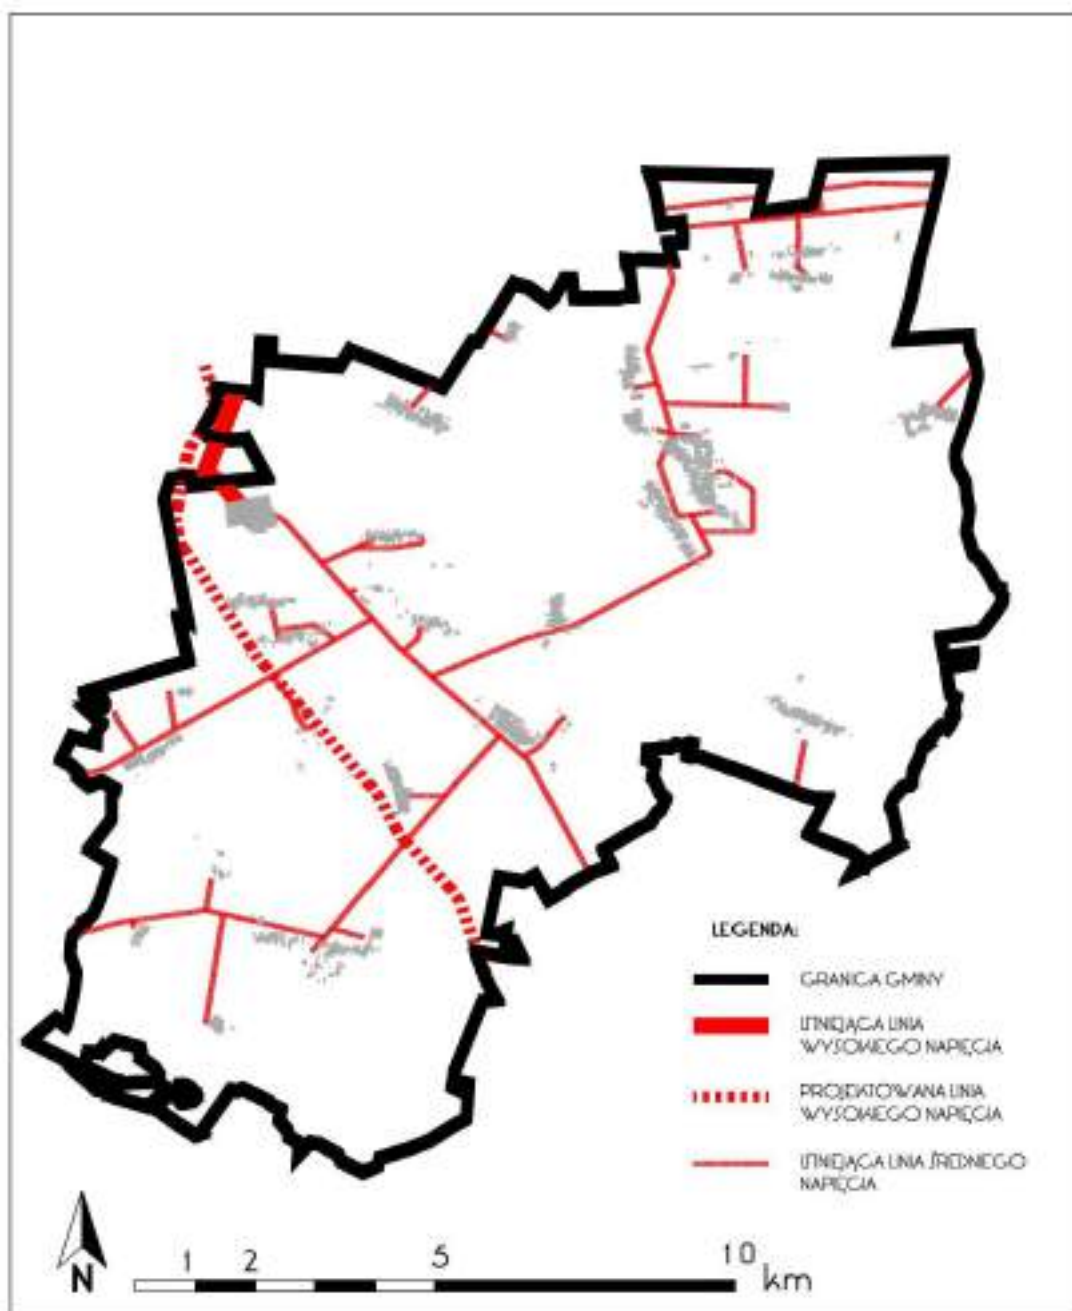 LEGENDA:
GRANICA GMINY
ISTNIEJĄCA LINIA
WYSOKIEGO NAPIĘCIA
PROJEKTOWANA LINIA
WYSOKIEGO NAPIĘCIA
ISTNIEJĄCA LINIA ŚREDNIEGO
NAPIĘCIA
N
1 2 5 10
km